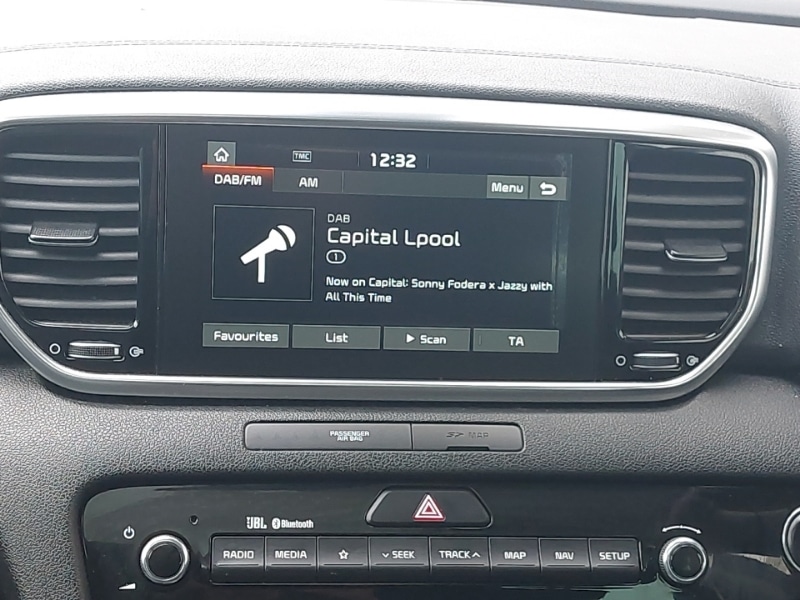 TMC 12:32
DAB/FM AM Menu
DAB
Capital Lpool
1
Now on Capital: Sonny Fodera x Jazzy with
All This Time
Favourites List Scan TA
PASSENGER
AIR BAG
SD MAP
JBL Bluetooth
RADIO MEDIA SEEK TRACK MAP NAV SETUP